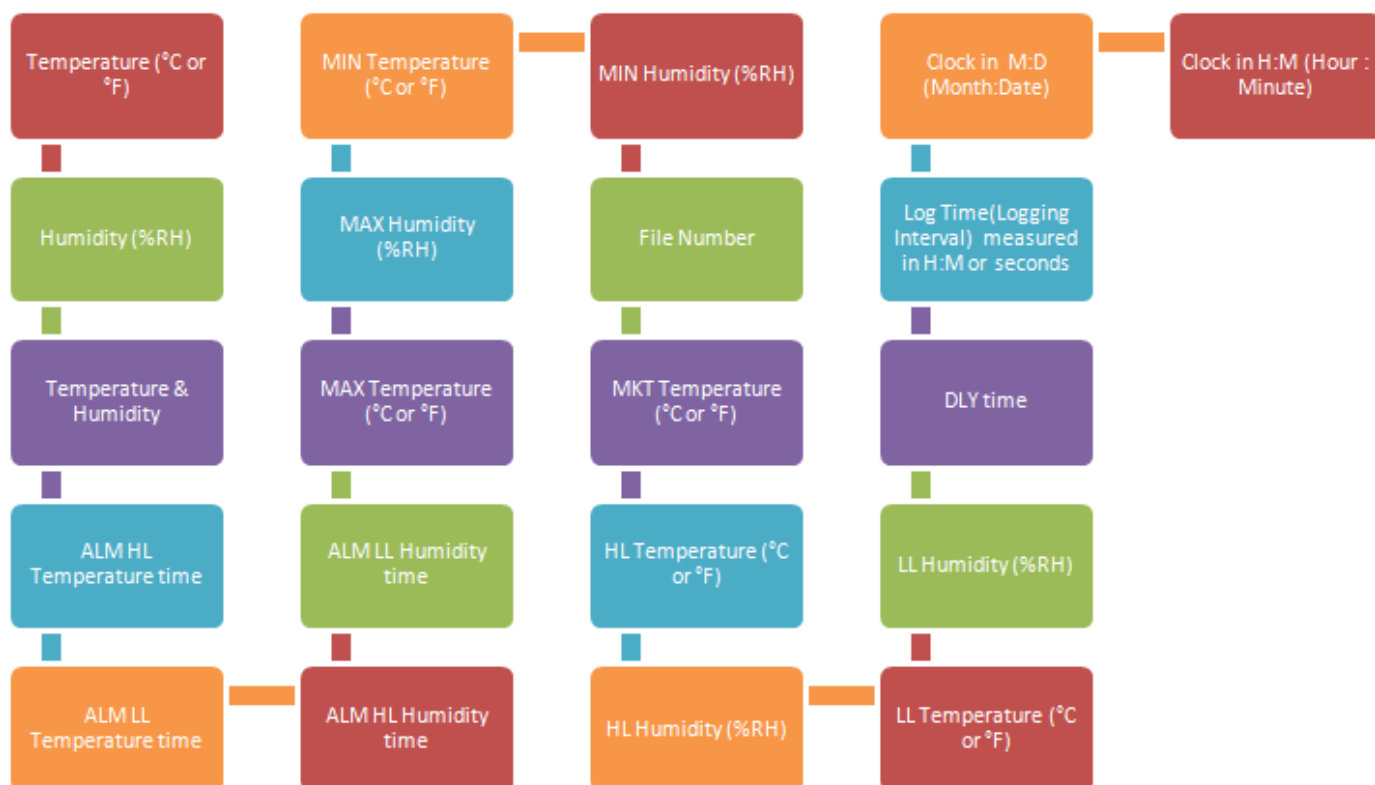 Temperature (°C or
°F)
Humidity (%RH)
Temperature &
Humidity
ALM HL
Temperature time
ALM LL
Temperature time
ALM HL Humidity
time
ALM LL Humidity
time
MAX Temperature
(°C or °F)
MAX Humidity
(%RH)
MIN Temperature
(°C or °F)
MIN Humidity (%RH)
File Number
MKT Temperature
(°C or °F)
HL Temperature (°C
or °F)
HL Humidity (%RH)
LL Temperature (°C
or °F)
LL Humidity (%RH)
DLY time
Log Time(Logging
Interval) measured
in H:M or seconds
Clock in M:D
(Month:Date)
Clock in H:M (Hour :
Minute)